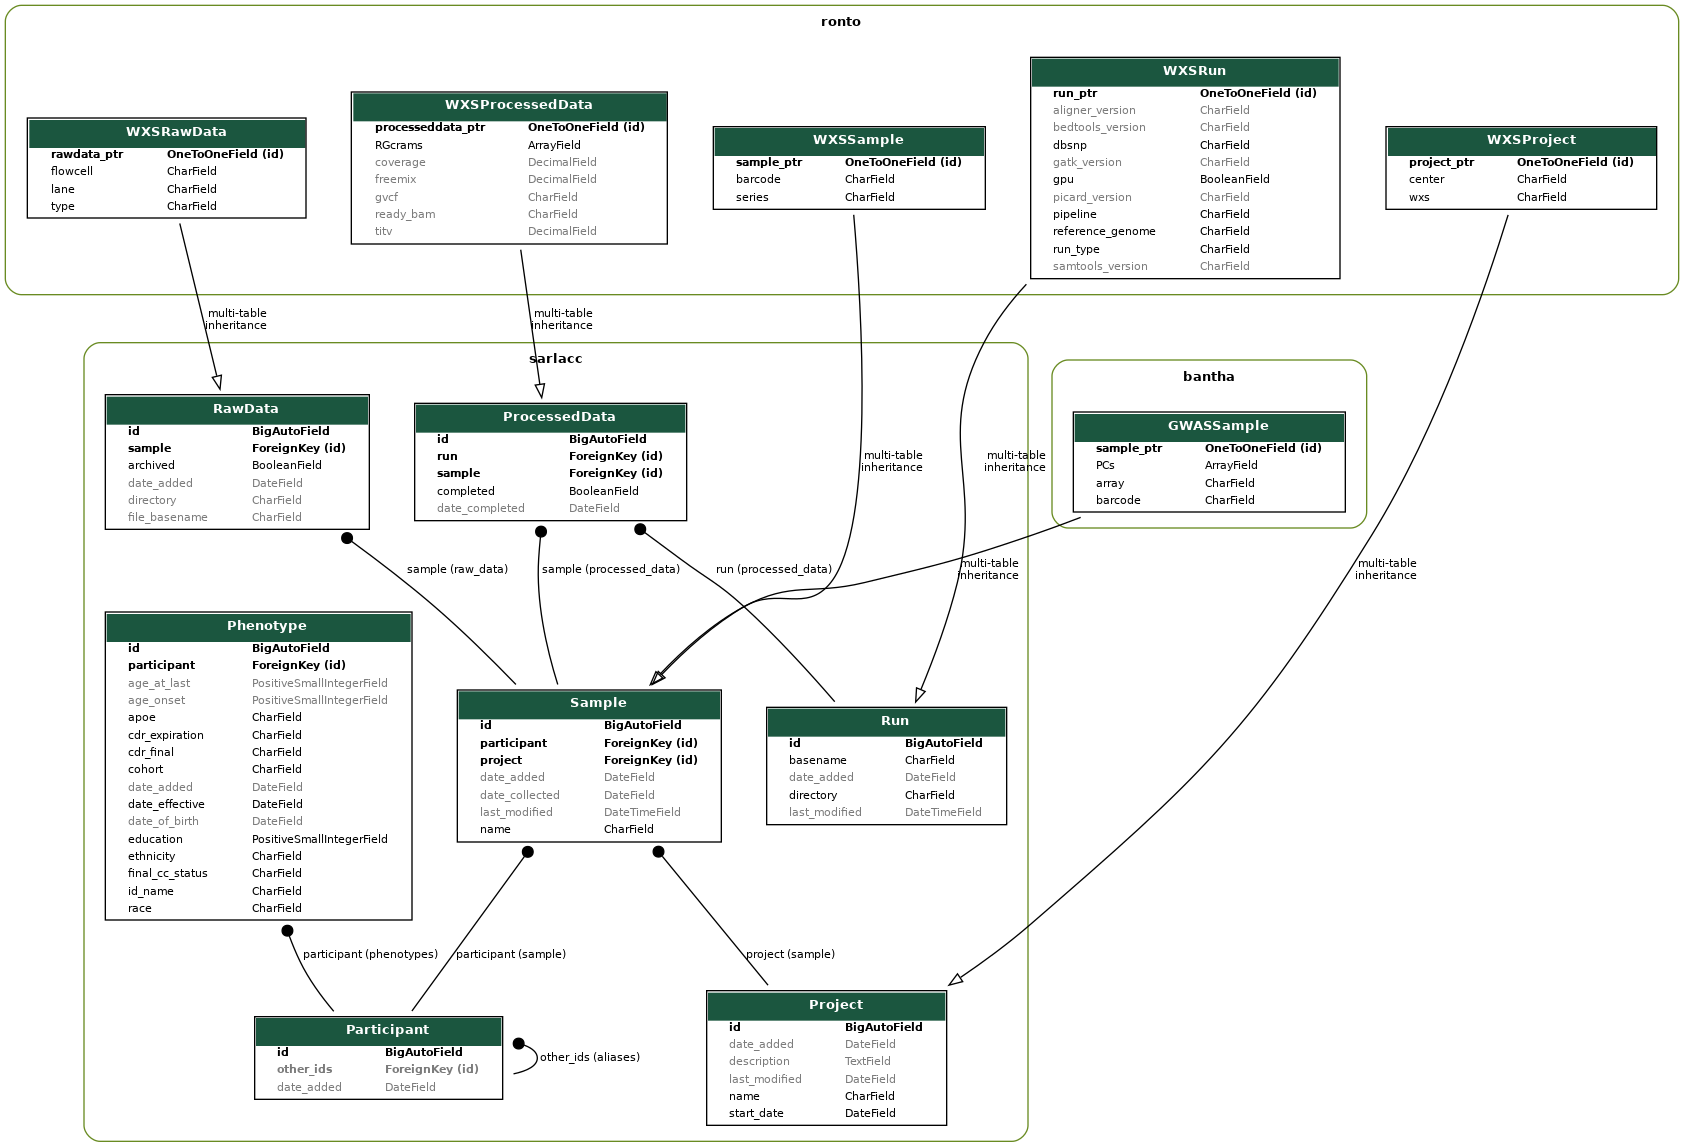 ronto
WXSRawData
rawdata_ptr OneToOneField (id)
flowcell CharField
lane CharField
type CharField
WXSProcessedData
processeddata_ptr OneToOneField (id)
RGcrams ArrayField
coverage DecimalField
freemix DecimalField
gvcf CharField
ready_bam CharField
titv DecimalField
WXSSample
sample_ptr OneToOneField (id)
barcode CharField
series CharField
WXSRun
run_ptr OneToOneField (id)
aligner_version CharField
bedtools_version CharField
dbsnp CharField
gatk_version CharField
gpu BooleanField
picard_version CharField
pipeline CharField
reference_genome CharField
run_type CharField
samtools_version CharField
WXSProject
project_ptr OneToOneField (id)
center CharField
wxs CharField
multi-table
inheritance
multi-table
inheritance
sarlacc
bantha
RawData
id BigAutoField
sample ForeignKey (id)
archived BooleanField
date_added DateField
directory CharField
file_basename CharField
ProcessedData
id BigAutoField
run ForeignKey (id)
sample ForeignKey (id)
completed BooleanField
date_completed DateField
multi-table
inheritance
multi-table
inheritance
GWASSample
sample_ptr OneToOneField (id)
PCs ArrayField
array CharField
barcode CharField
sample (raw_data)
sample (processed_data)
run (processed_data)
multi-table
inheritance
multi-table
inheritance
Phenotype
id BigAutoField
participant ForeignKey (id)
age_at_last PositiveSmallIntegerField
age_onset PositiveSmallIntegerField
apoe CharField
cdr_expiration CharField
cdr_final CharField
cohort CharField
date_added DateField
date_effective DateField
date_of_birth DateField
education PositiveSmallIntegerField
ethnicity CharField
final_cc_status CharField
id_name CharField
race CharField
Sample
id BigAutoField
participant ForeignKey (id)
project ForeignKey (id)
date_added DateField
date_collected DateField
last_modified DateTimeField
name CharField
Run
id BigAutoField
basename CharField
date_added DateField
directory CharField
last_modified DateTimeField
participant (phenotypes)
participant (sample)
project (sample)
Participant
id BigAutoField
other_ids ForeignKey (id)
date_added DateField
other_ids (aliases)
Project
id BigAutoField
date_added DateField
description TextField
last_modified DateField
name CharField
start_date DateField